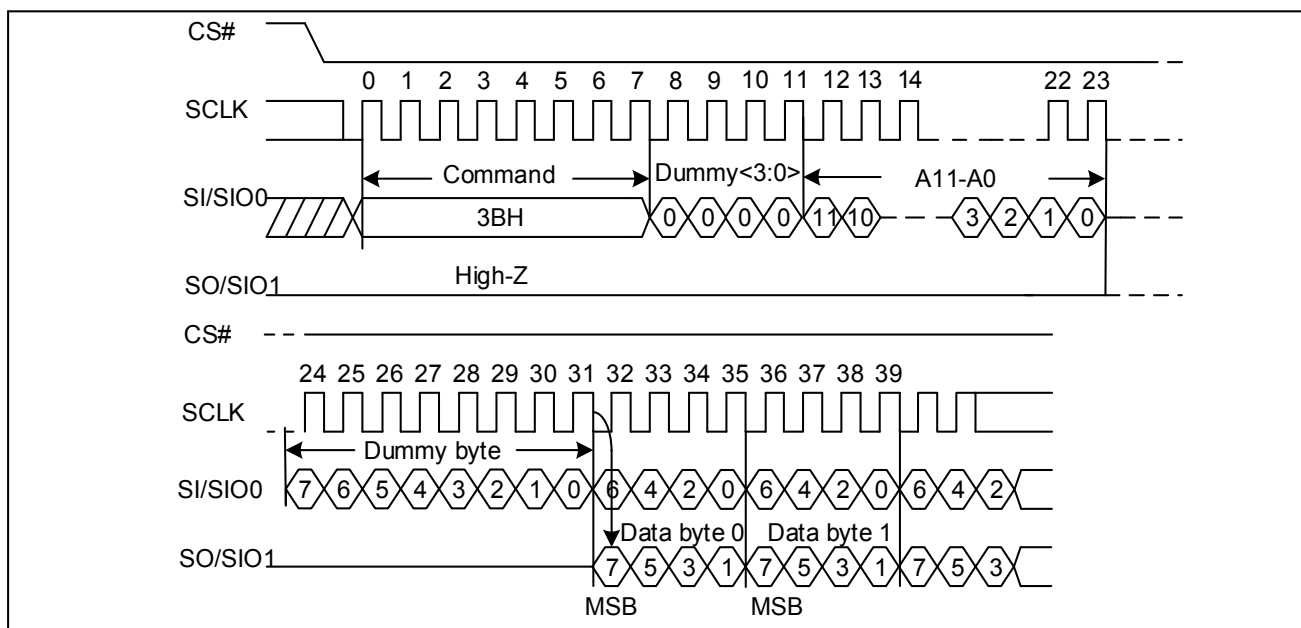 CS#
0 1 2 3 4 5 6 7 8 9 10 11 12 13 14 22 23
SCLK
Command Dummy<3:0> A11-A0
SI/SIO0 3BH 0 0 0 0 11 10 3 2 1 0
High-Z
SO/SIO1
CS#
24 25 26 27 28 29 30 31 32 33 34 35 36 37 38 39
SCLK
Dummy byte
SI/SIO0 7 6 5 4 3 2 1 0 6 4 2 0 6 4 2 0 6 4 2
Data byte 0 Data byte 1
SO/SIO1 7 5 3 1 7 5 3 1 7 5 3
MSB MSB